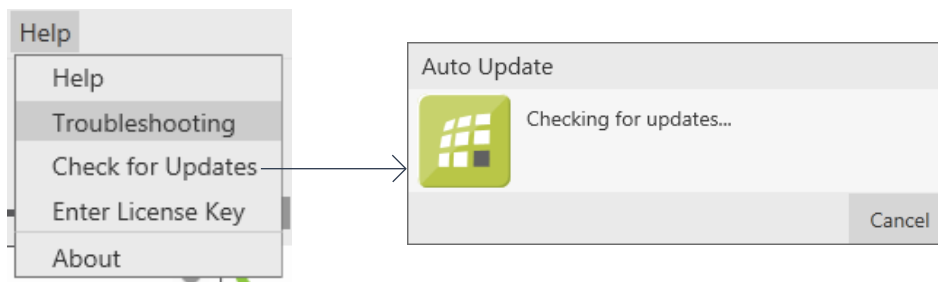 Help
Help
Troubleshooting
Check for Updates
Enter License Key
About
Auto Update
Checking for updates...
Cancel